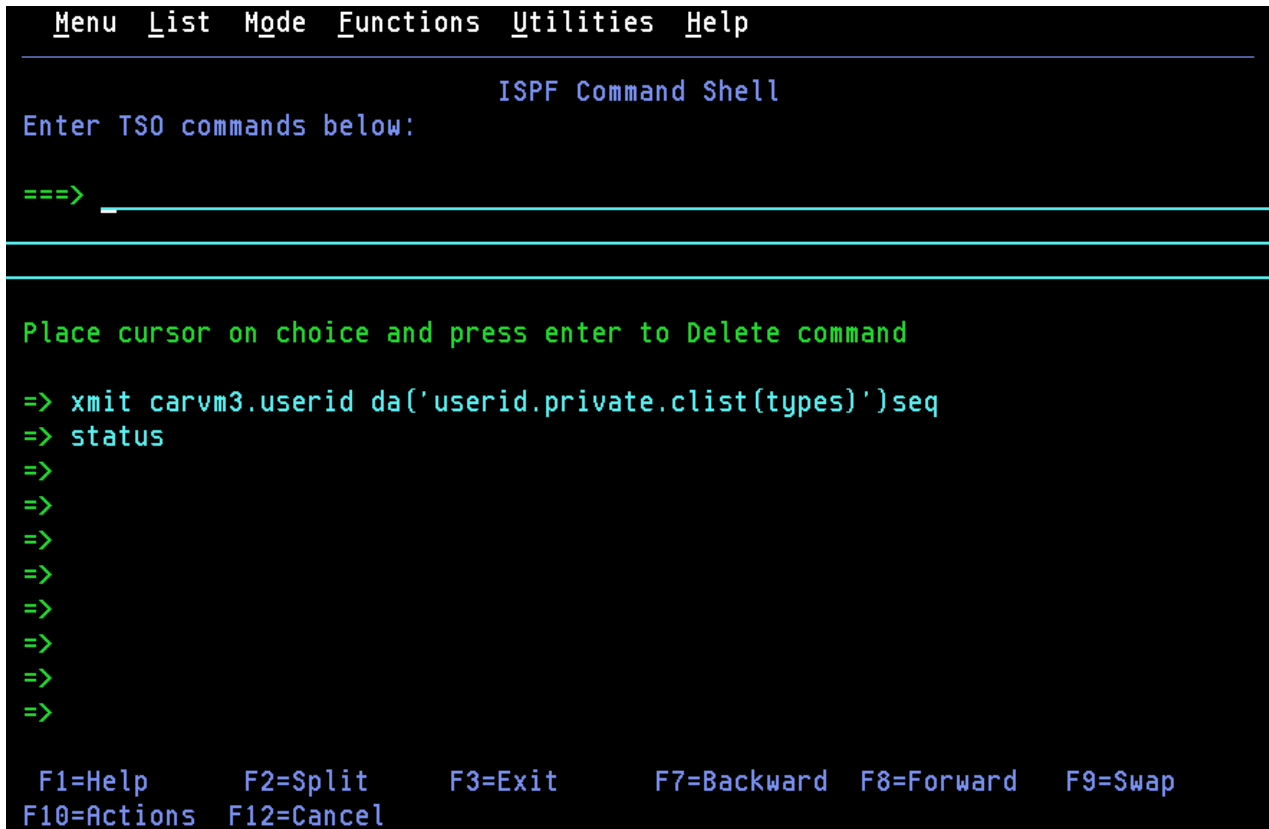 Menu List Mode Functions Utilities Help
ISPF Command Shell
Enter TSO commands below:
===> _
Place cursor on choice and press enter to Delete command
=> xmit carvm3.userid da('userid.private.clist(types)')seq
=> status
=>
=>
=>
=>
=>
=>
=>
=>
F1=Help F2=Split F3=Exit F7=Backward F8=Forward F9=Swap
F10=Actions F12=Cancel